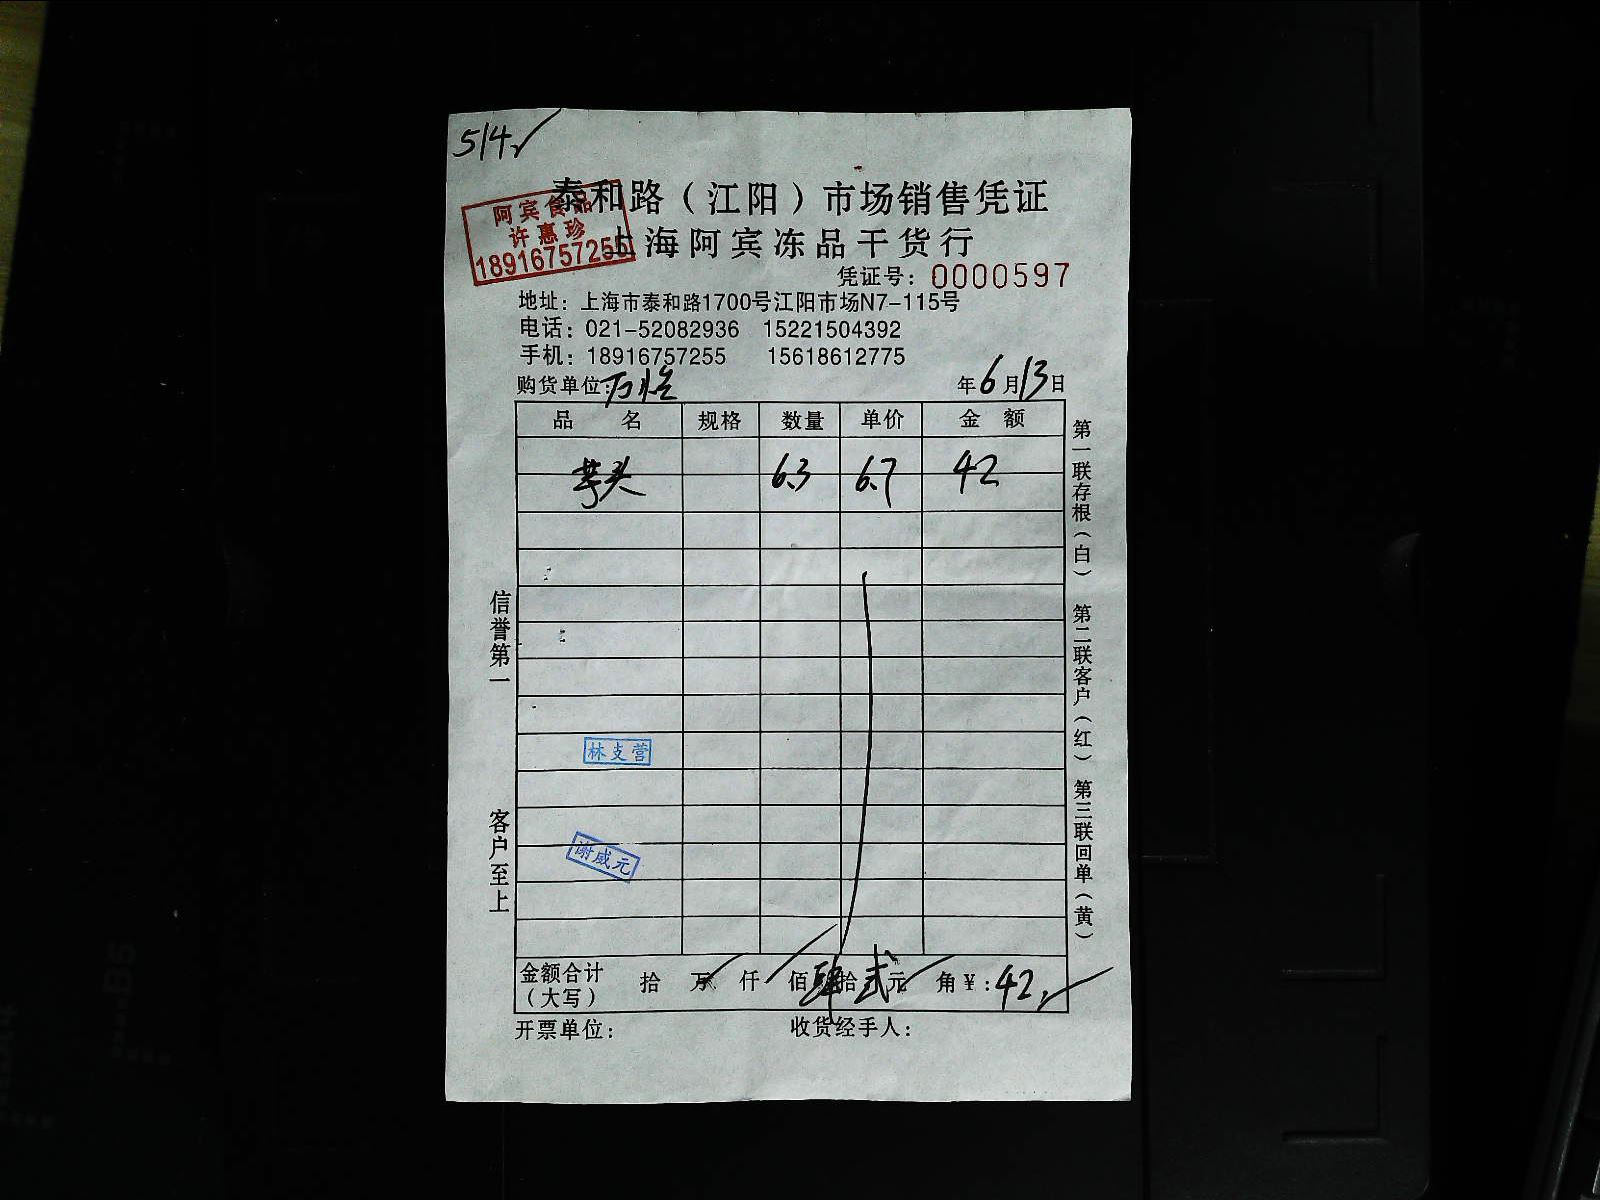 514
泰和路（江阳）市场销售凭证
阿宾食品
许惠珍
18916757255
上海阿宾冻品干货行
凭证号：0000597
地址：上海市泰和路1700号江阳市场N7-115号
电话：021-52082936 15221504392
手机：18916757255 15618612775
购货单位： 年6月13日
品 名 规格 数量 单价 金 额
芋头 6.3 6.7 42
信誉第一
客户至上
林支营
谢威元
第一联存根（白） 第二联客户（红） 第三联回单（黄）
金额合计 拾 万 仟 佰肆拾贰元 角¥：42
（大写）
开票单位： 收货经手人：